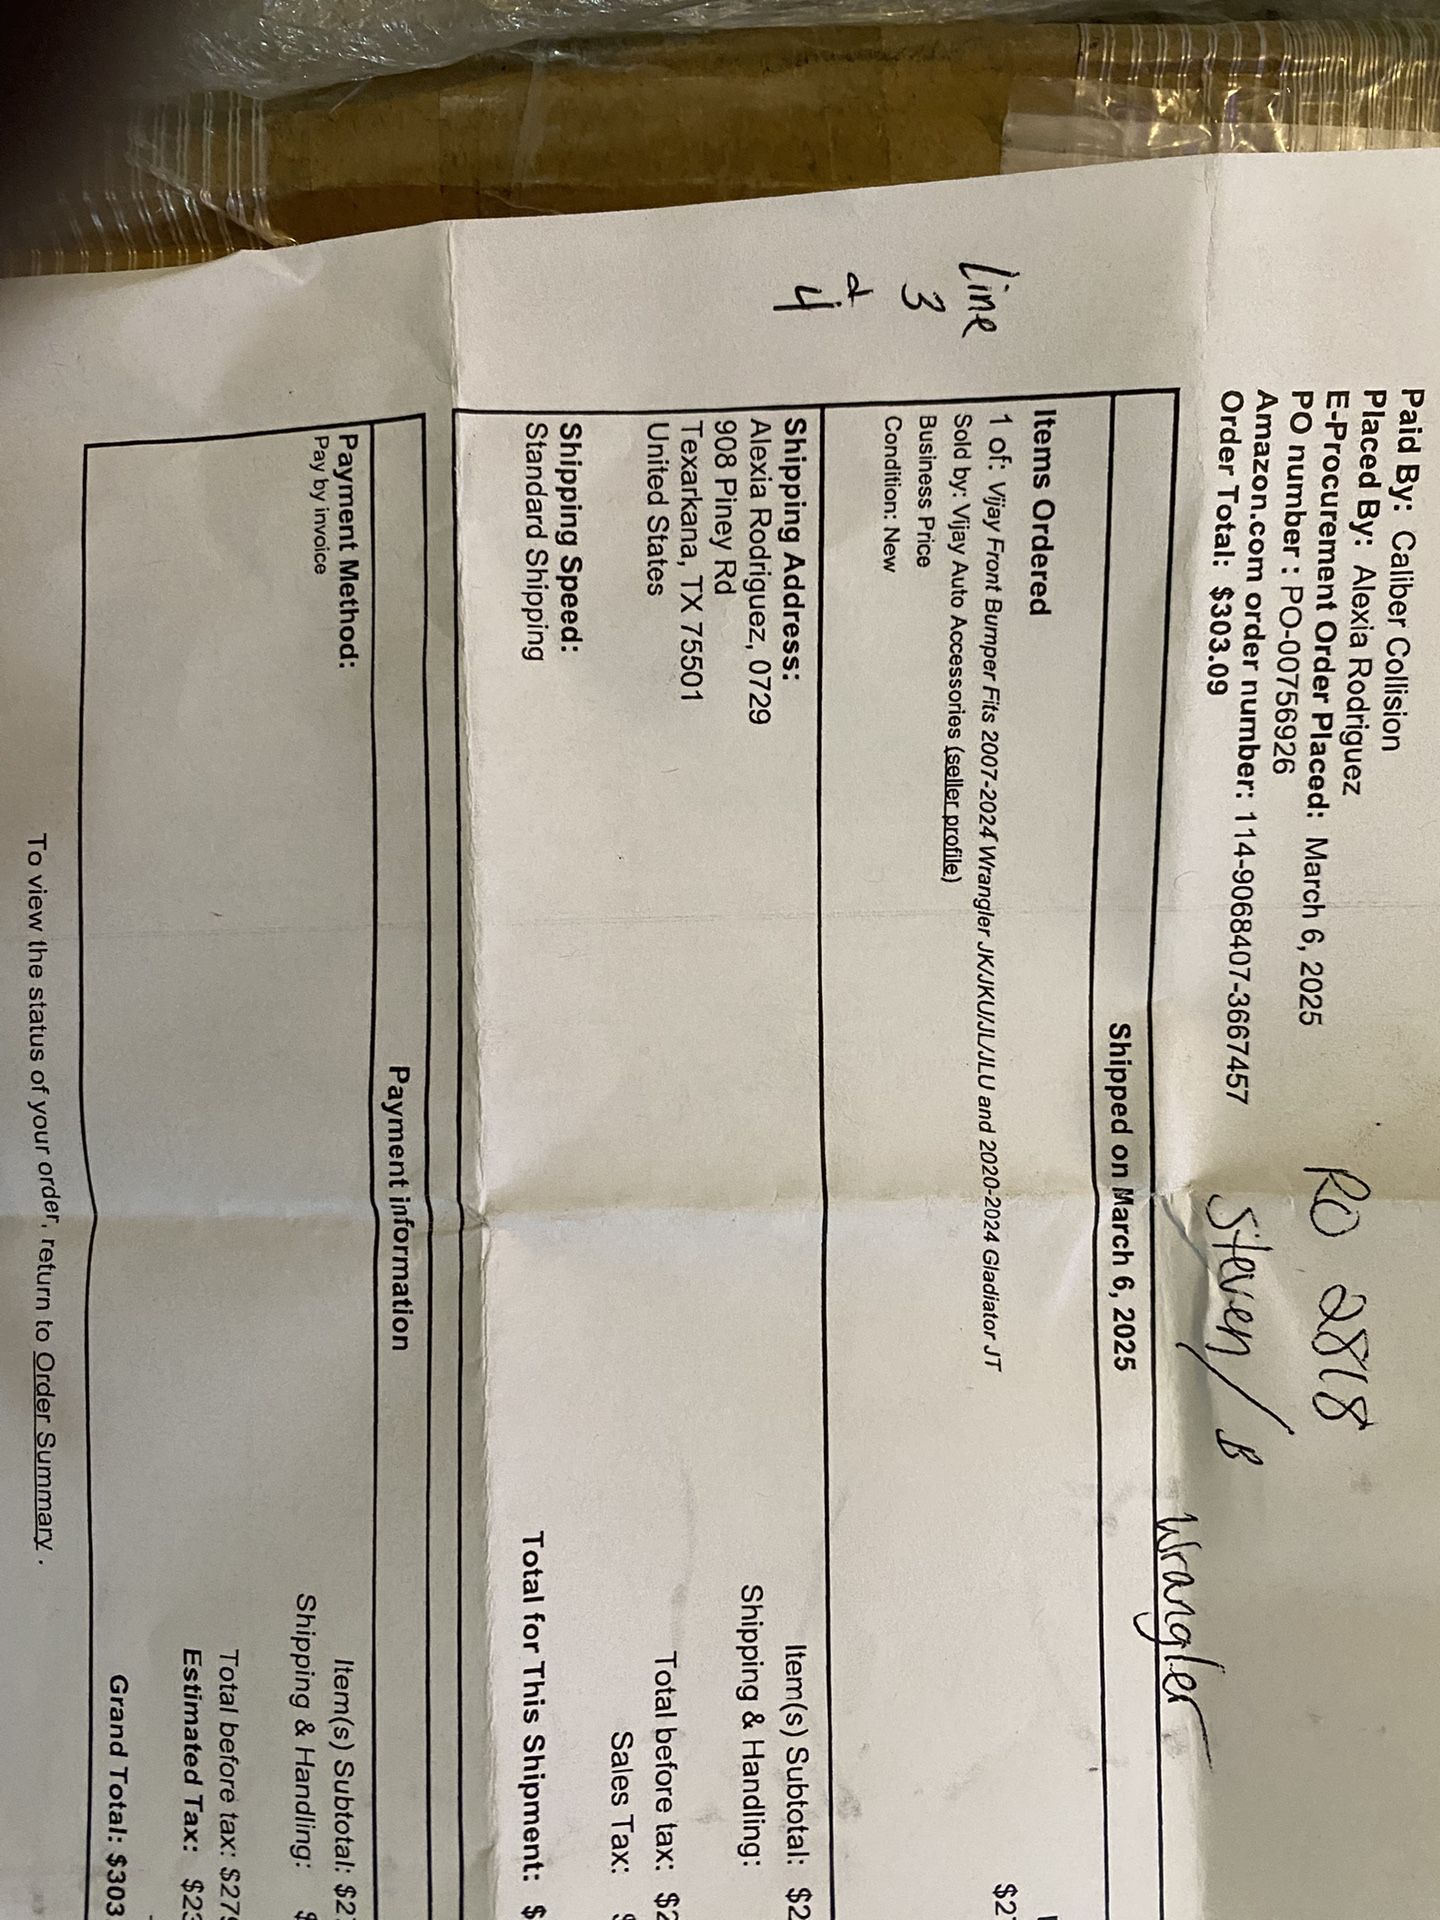 Paid By: Caliber Collision
Placed By: Alexia Rodriguez
E-Procurement Order Placed: March 6, 2025
PO number : PO-00756926
Amazon.com order number: 114-9068407-3667457
Order Total: $303.09
RO 2818
Steven / B
Wrangler
Shipped on March 6, 2025
Items Ordered
1 of: Vijay Front Bumper Fits 2007-2024 Wrangler JK/JKU/JL/JLU and 2020-2024 Gladiator JT
Sold by: Vijay Auto Accessories (seller profile)
Business Price
Condition: New
Line
3
4
Shipping Address:
Alexia Rodriguez, 0729
908 Piney Rd
Texarkana, TX 75501
United States
Item(s) Subtotal: $2
Shipping & Handling:
Total before tax: $2
Sales Tax:
Shipping Speed:
Standard Shipping
Total for This Shipment: $
Payment information
Payment Method:
Pay by invoice
Item(s) Subtotal: $2
Shipping & Handling: $
Total before tax: $279
Estimated Tax: $23
Grand Total: $303
To view the status of your order, return to Order Summary .